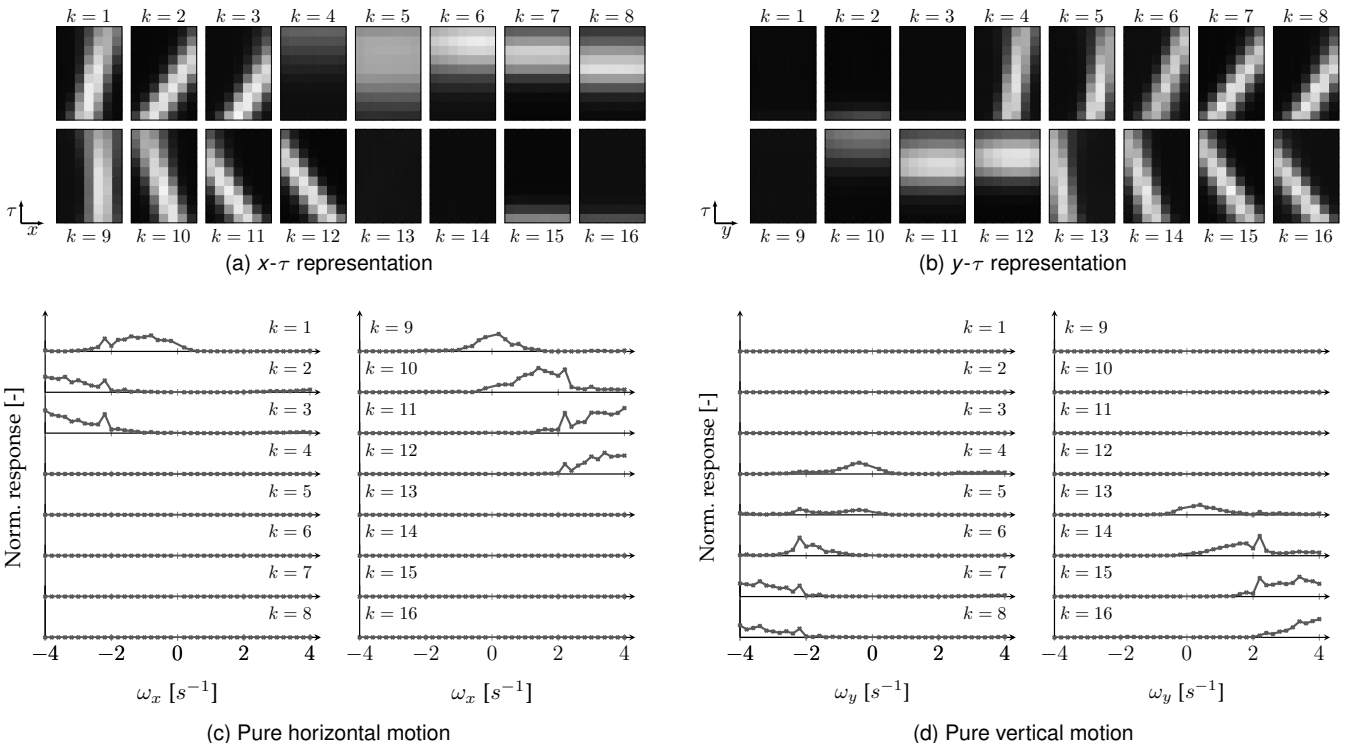 k = 1 k = 2 k = 3 k = 4 k = 5 k = 6 k = 7 k = 8
τ
x
k = 9 k = 10 k = 11 k = 12 k = 13 k = 14 k = 15 k = 16
(a) x-τ representation
k = 1 k = 2 k = 3 k = 4 k = 5 k = 6 k = 7 k = 8
τ
y
k = 9 k = 10 k = 11 k = 12 k = 13 k = 14 k = 15 k = 16
(b) y-τ representation
Norm. response [-]
k = 1
k = 2
k = 3
k = 4
k = 5
k = 6
k = 7
k = 8
−4 −2 0 2 4
ωx [s−1]
k = 9
k = 10
k = 11
k = 12
k = 13
k = 14
k = 15
k = 16
−4 −2 0 2 4
ωx [s−1]
(c) Pure horizontal motion
Norm. response [-]
k = 1
k = 2
k = 3
k = 4
k = 5
k = 6
k = 7
k = 8
−4 −2 0 2 4
ωy [s−1]
k = 9
k = 10
k = 11
k = 12
k = 13
k = 14
k = 15
k = 16
−4 −2 0 2 4
ωy [s−1]
(d) Pure vertical motion